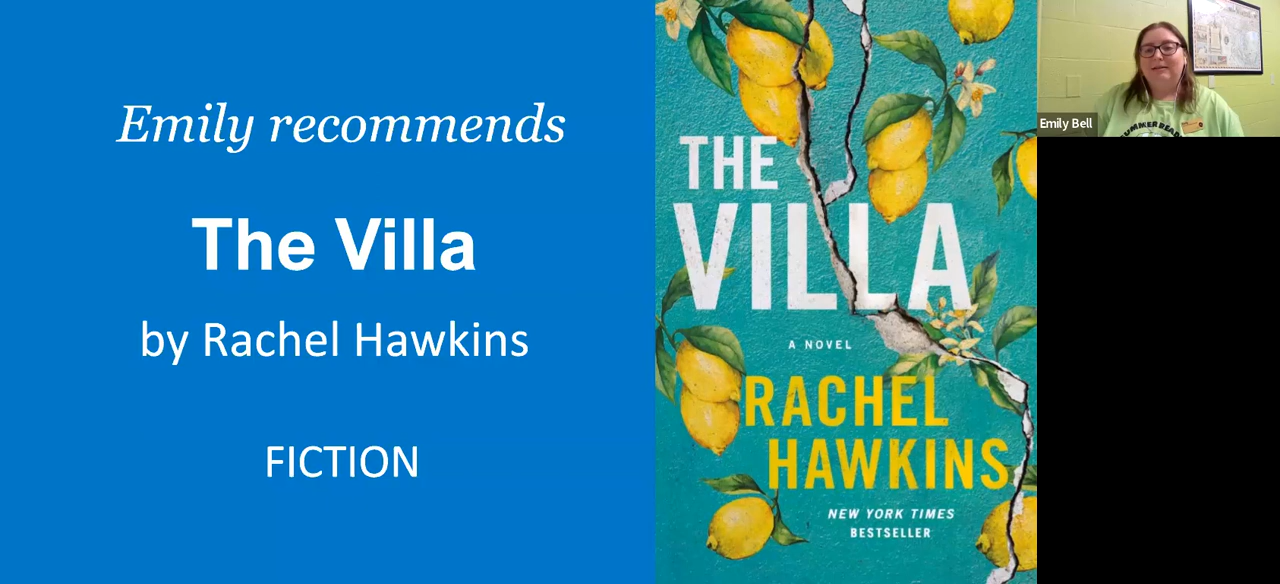 Emily recommends
The Villa
by Rachel Hawkins
FICTION
THE
VILLA
A NOVEL
RACHEL
HAWKINS
NEW YORK TIMES
BESTSELLER
Emily Bell